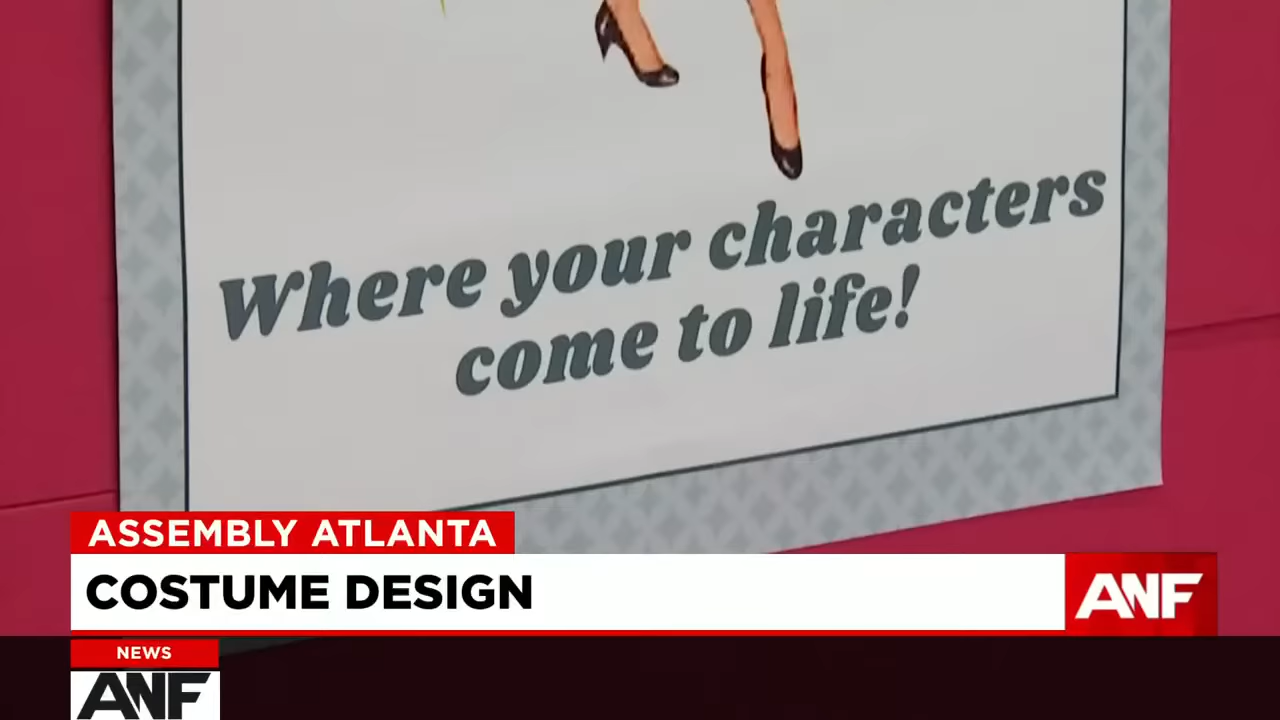 Where your characters
come to life!
ASSEMBLY ATLANTA
COSTUME DESIGN
ANF
NEWS
ANF